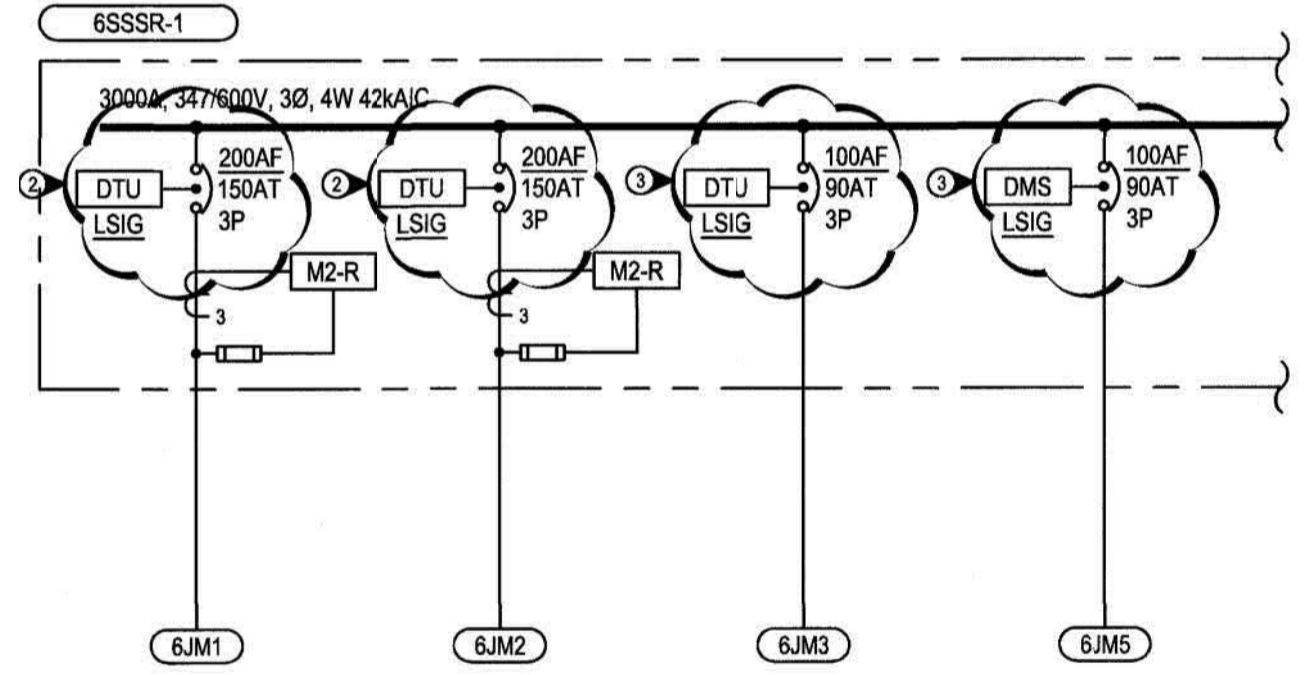 6SSSR-1
3000A, 347/600V, 3Ø, 4W 42kAIC
2
DTU
LSIG
200AF
150AT
3P
M2-R
3
2
DTU
LSIG
200AF
150AT
3P
M2-R
3
3
DTU
LSIG
100AF
90AT
3P
3
DMS
LSIG
100AF
90AT
3P
6JM1
6JM2
6JM3
6JM5